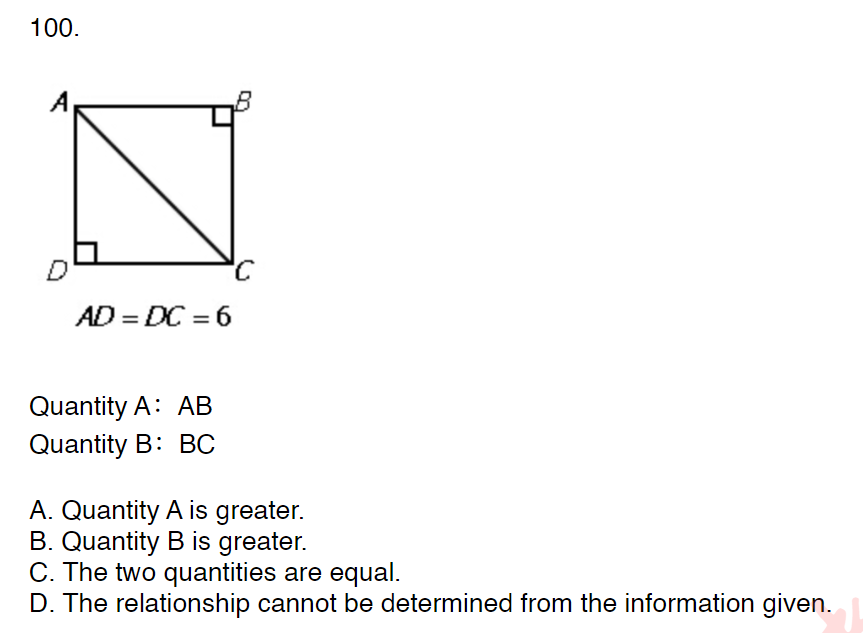 100.
A
B
D
C
AD = DC = 6
Quantity A：AB
Quantity B：BC
A. Quantity A is greater.
B. Quantity B is greater.
C. The two quantities are equal.
D. The relationship cannot be determined from the information given.